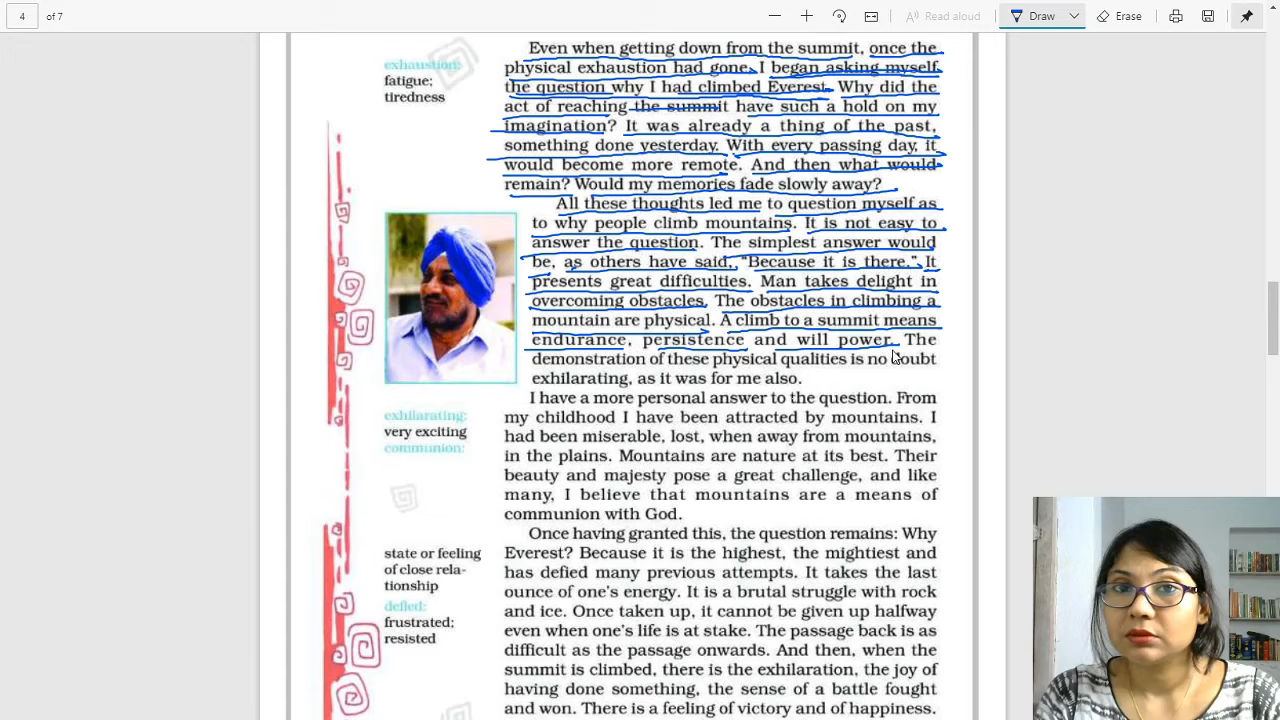 4 of 7
Read aloud
Draw
Erase
Even when getting down from the summit, once the
exhaustion:
physical exhaustion had gone, I began asking myself
fatigue;
the question why I had climbed Everest. Why did the
tiredness
act of reaching the summit have such a hold on my
imagination? It was already a thing of the past,
something done yesterday. With every passing day, it
would become more remote. And then what would
remain? Would my memories fade slowly away?
All these thoughts led me to question myself as
to why people climb mountains. It is not easy to
answer the question. The simplest answer would
be, as others have said, “Because it is there.” It
presents great difficulties. Man takes delight in
overcoming obstacles. The obstacles in climbing a
mountain are physical. A climb to a summit means
endurance, persistence and will power. The
demonstration of these physical qualities is no doubt
exhilarating, as it was for me also.
I have a more personal answer to the question. From
exhilarating:
my childhood I have been attracted by mountains. I
very exciting
had been miserable, lost, when away from mountains,
communion:
in the plains. Mountains are nature at its best. Their
beauty and majesty pose a great challenge, and like
many, I believe that mountains are a means of
communion with God.
Once having granted this, the question remains: Why
state or feeling
Everest? Because it is the highest, the mightiest and
of close rela-
has defied many previous attempts. It takes the last
tionship
ounce of one’s energy. It is a brutal struggle with rock
defied:
and ice. Once taken up, it cannot be given up halfway
frustrated;
even when one’s life is at stake. The passage back is as
resisted
difficult as the passage onwards. And then, when the
summit is climbed, there is the exhilaration, the joy of
having done something, the sense of a battle fought
and won. There is a feeling of victory and of happiness.